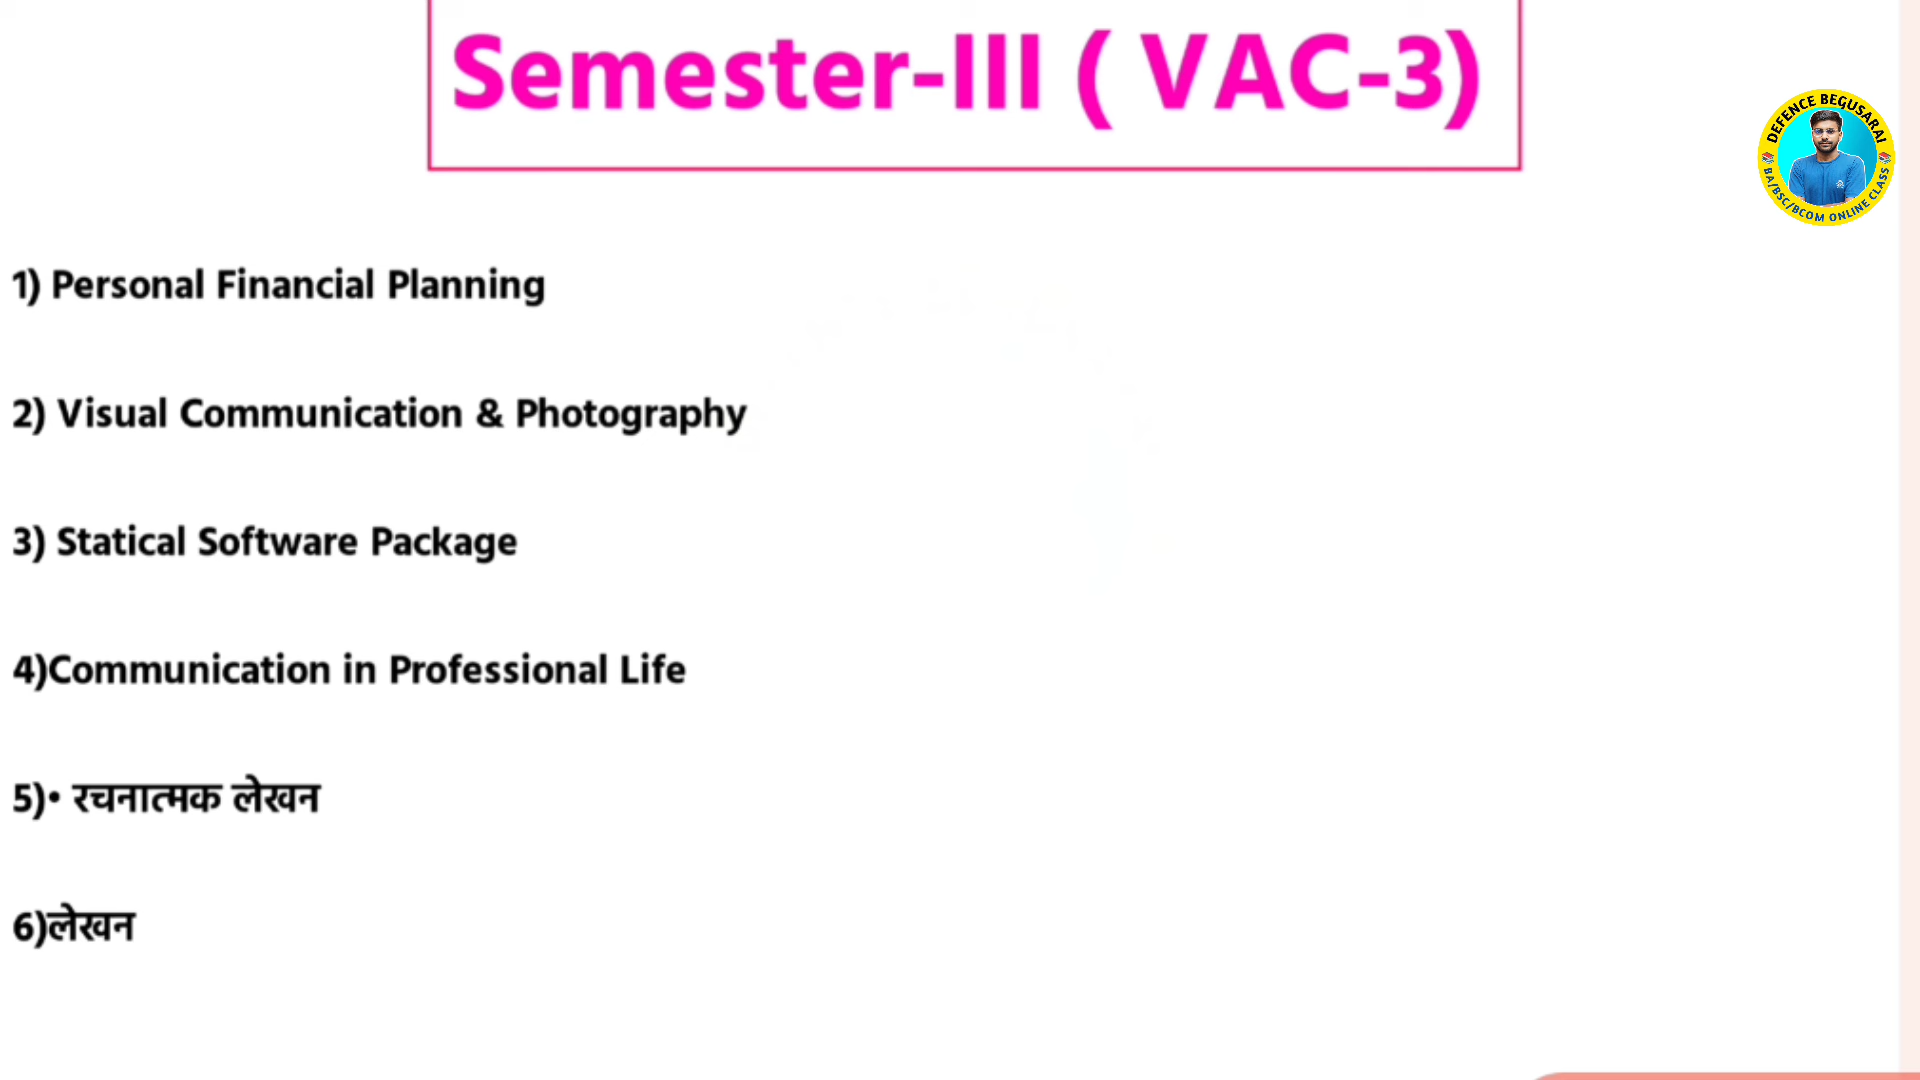 Semester-III ( VAC-3)
DEFENCE BEGUSARAI
BA/BSC/BCOM ONLINE CLASS
1) Personal Financial Planning
2) Visual Communication & Photography
3) Statical Software Package
4)Communication in Professional Life
5)• रचनात्मक लेखन
6)लेखन